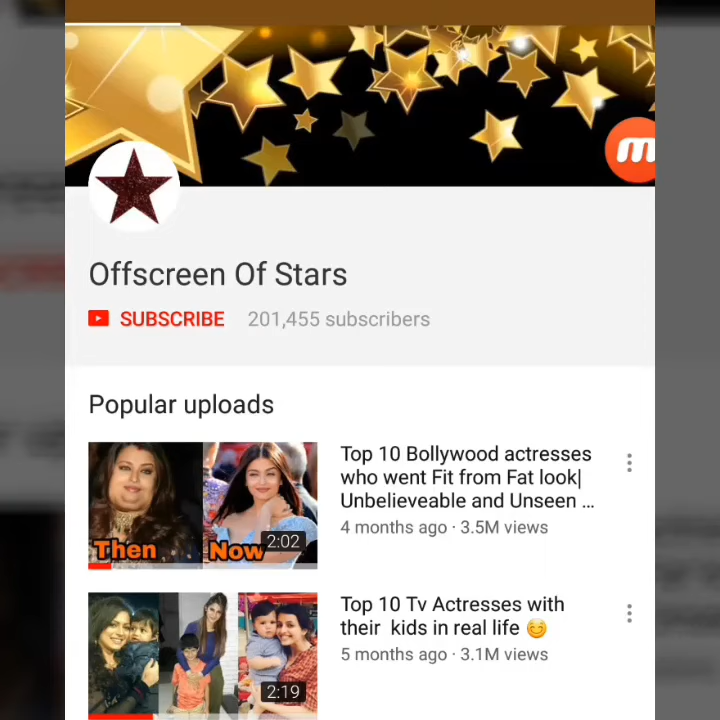 m
Offscreen Of Stars
SUBSCRIBE 201,455 subscribers
Popular uploads
Top 10 Bollywood actresses
who went Fit from Fat look|
Unbelieveable and Unseen ...
4 months ago · 3.5M views
Then Now 2:02
Top 10 Tv Actresses with
their kids in real life 😊
5 months ago · 3.1M views
2:19